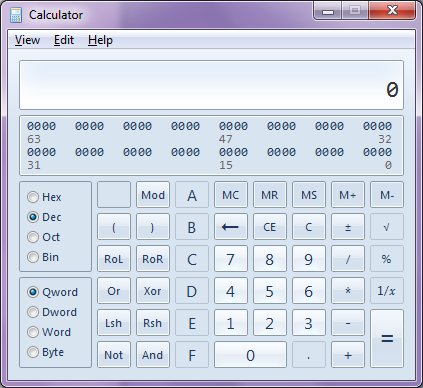 Calculator
View Edit Help
0
0000 0000 0000 0000 0000 0000 0000 0000
63 47 32
0000 0000 0000 0000 0000 0000 0000 0000
31 15 0
Hex Mod A MC MR MS M+ M-
Dec ( ) B ← CE C ± √
Oct RoL RoR C 7 8 9 / %
Bin
Qword Or Xor D 4 5 6 * 1/x
Dword
Word Lsh Rsh E 1 2 3 - =
Byte Not And F 0 . +